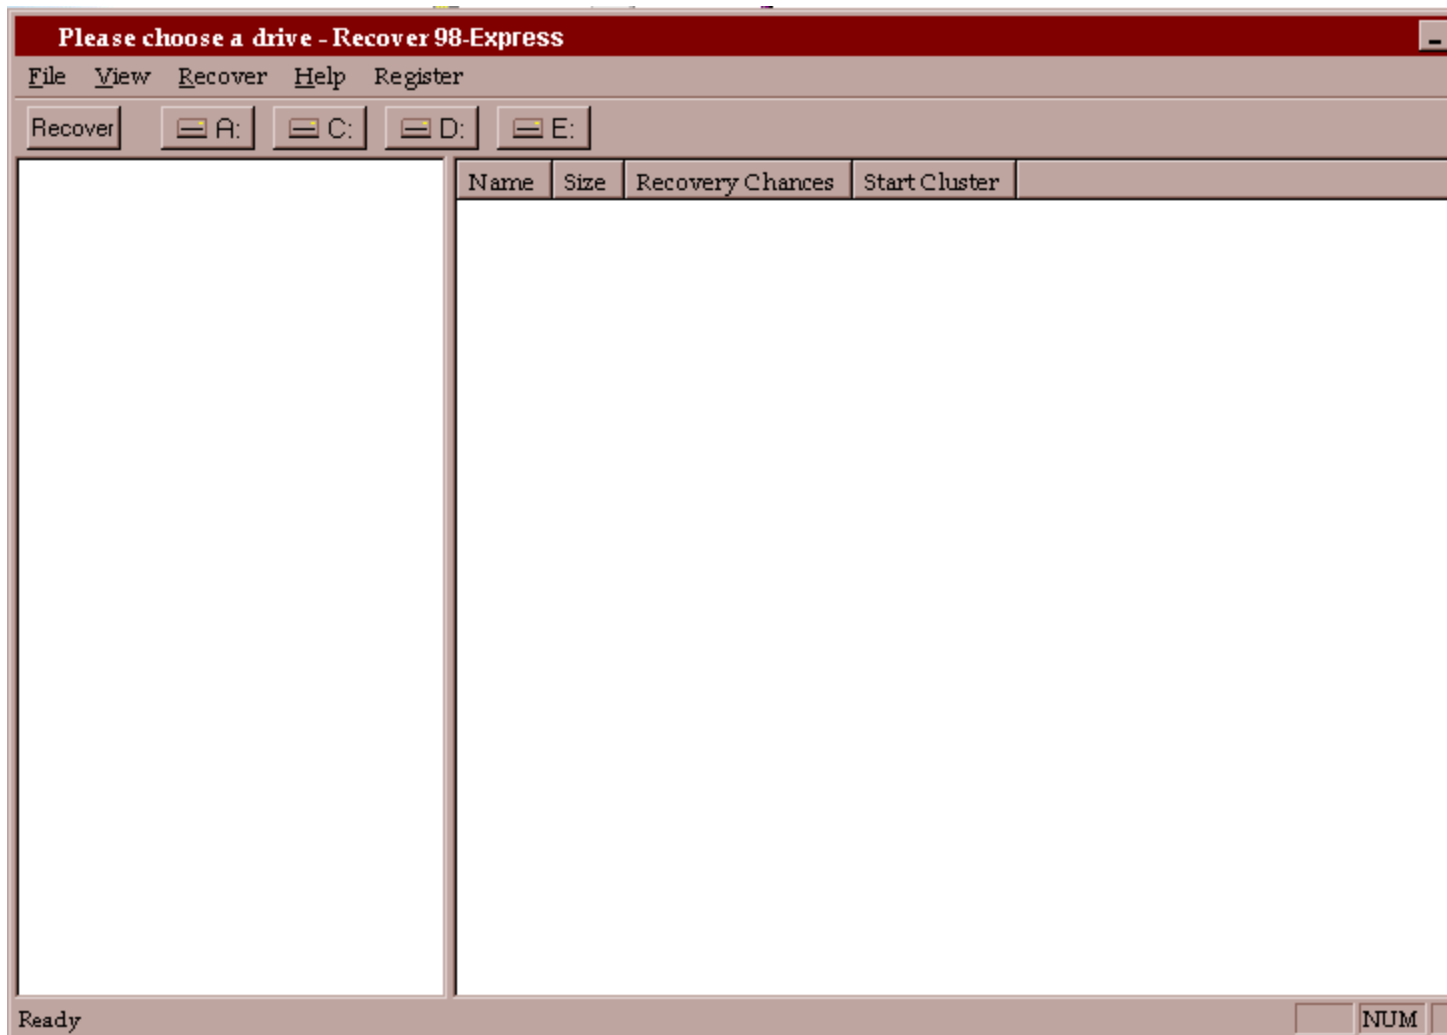 Please choose a drive - Recover 98-Express
File View Recover Help Register
Recover A: C: D: E:
Name Size Recovery Chances Start Cluster
Ready NUM